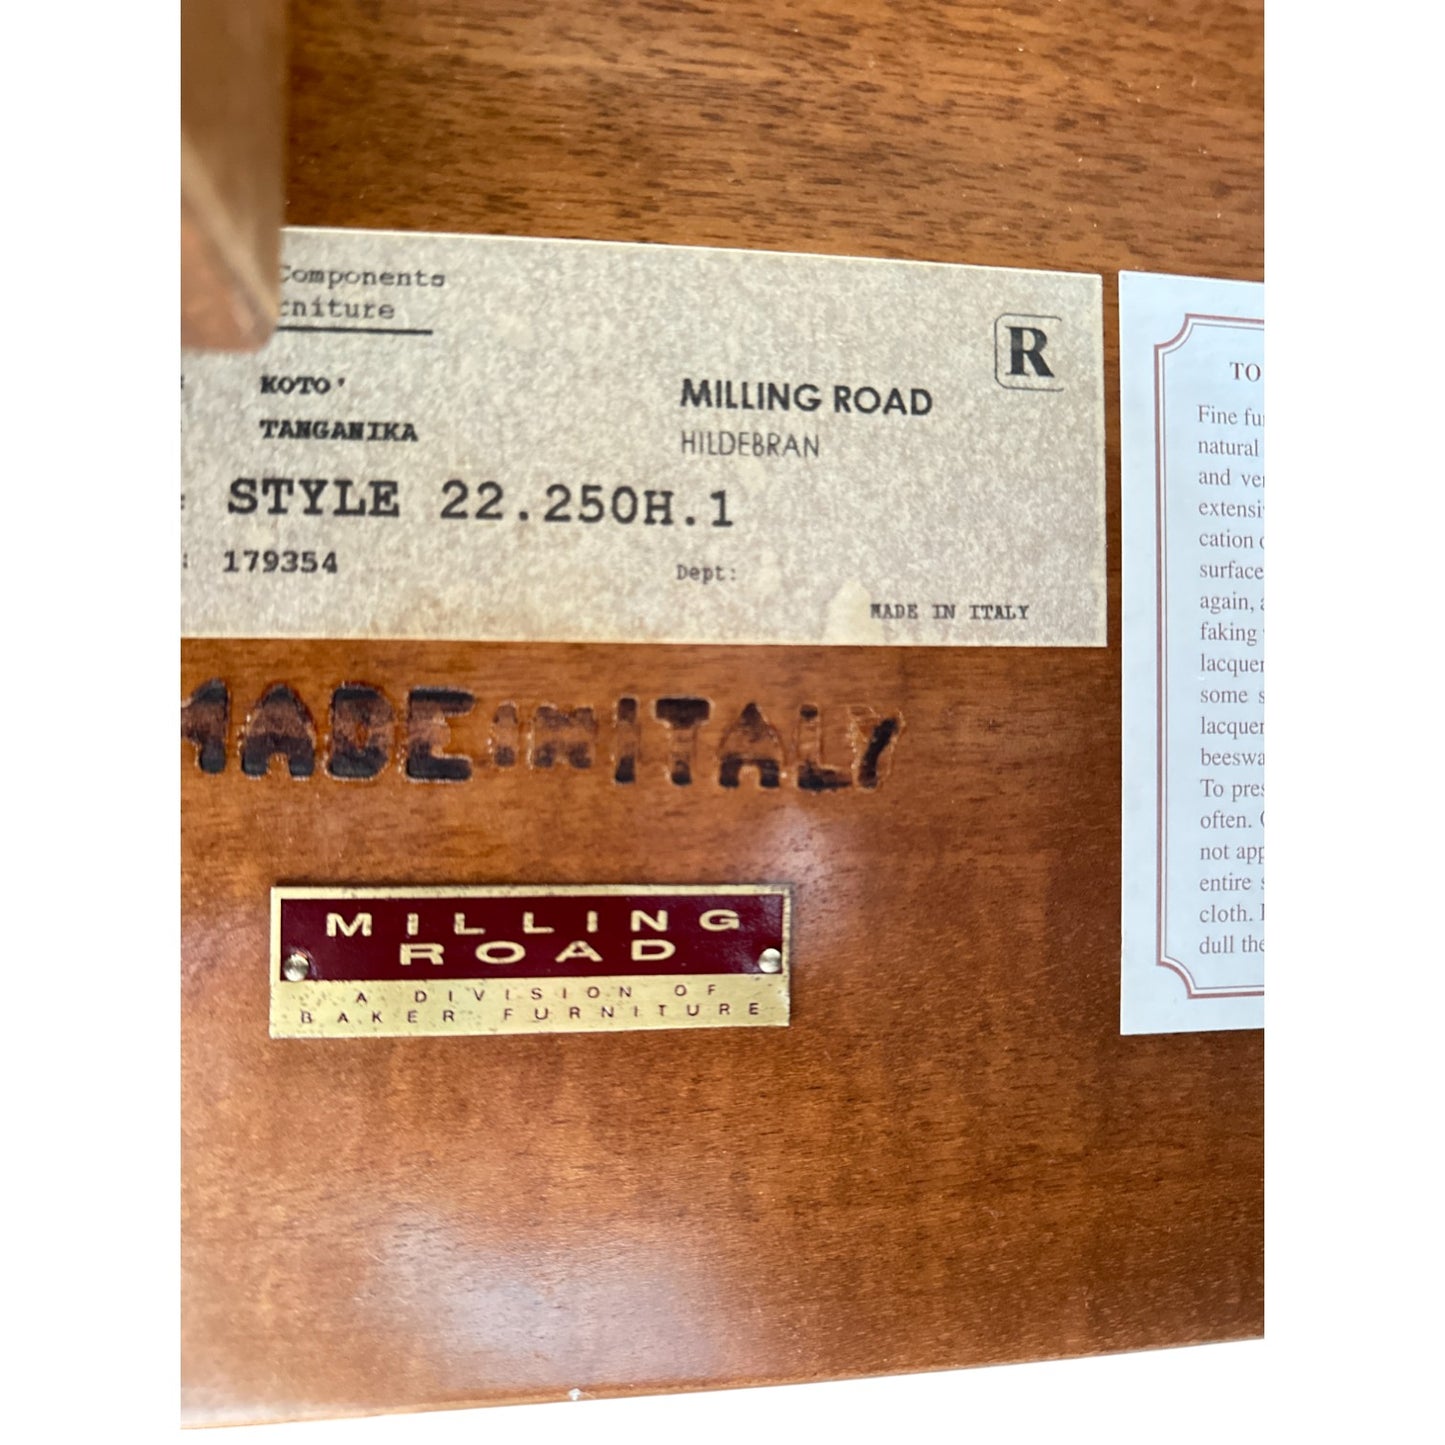 Components
rniture
R
KOTO'
TANGANIKA
MILLING ROAD
HILDEBRAN
: STYLE 22.250H.1
: 179354
Dept:
MADE IN ITALY
MADE IN ITALY
MILLING
ROAD
A DIVISION OF
BAKER FURNITURE
TO
Fine fu
natural
and ve
extensi
cation
surface
again,
faking
lacquer
some s
lacquer
beeswa
To pres
often.
not app
entire
cloth.
dull the